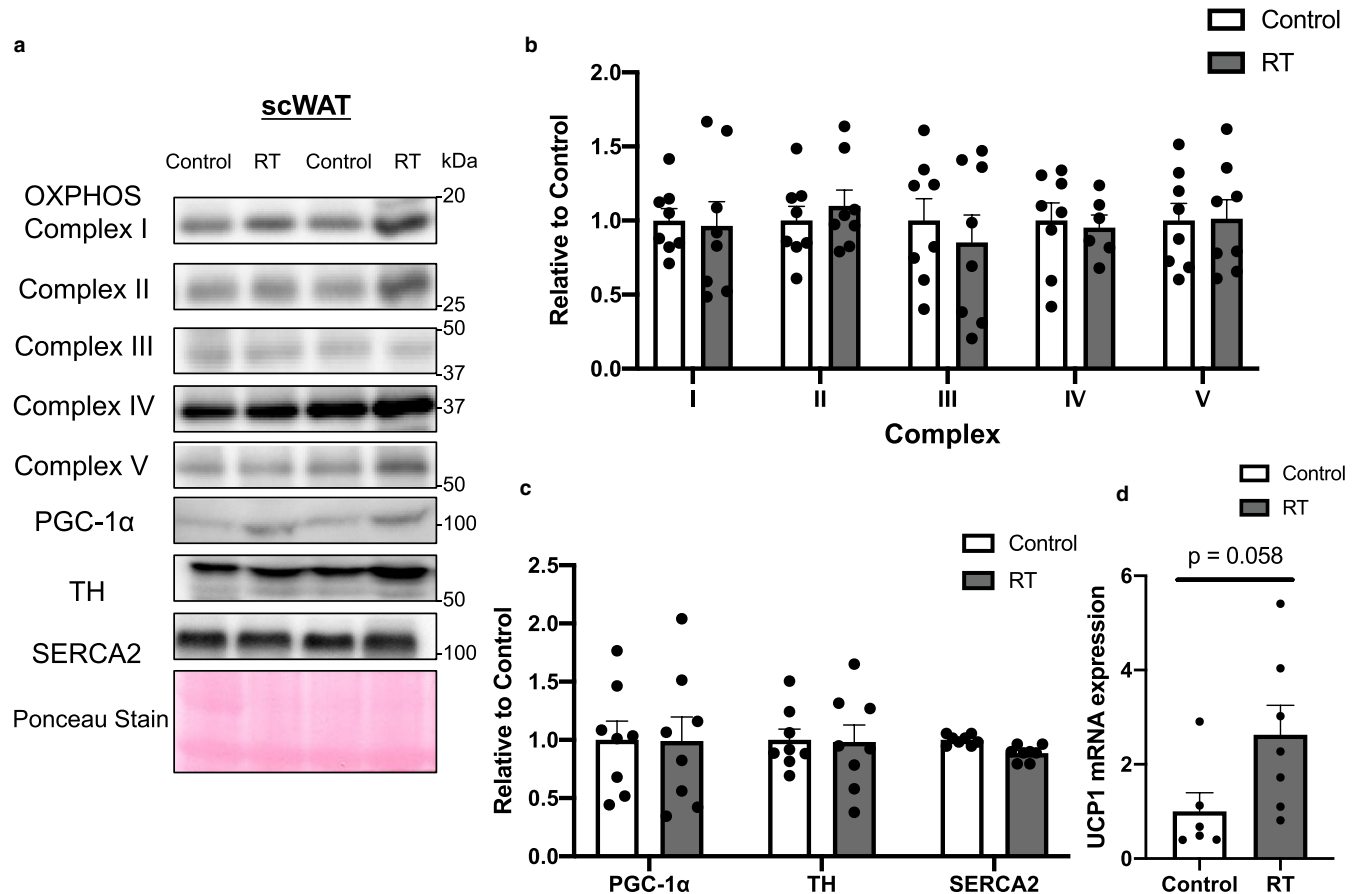 a
scWAT
Control RT Control RT kDa
OXPHOS
Complex I
20
Complex II
25
Complex III
50
37
Complex IV
37
Complex V
50
PGC-1α
100
TH
50
SERCA2
100
Ponceau Stain
b
Control
RT
Relative to Control
2.0
1.5
1.0
0.5
0.0
I II III IV V
Complex
c
Control
RT
Relative to Control
2.5
2.0
1.5
1.0
0.5
0.0
PGC-1α TH SERCA2
d
Control
RT
p = 0.058
UCP1 mRNA expression
6
4
2
0
Control RT